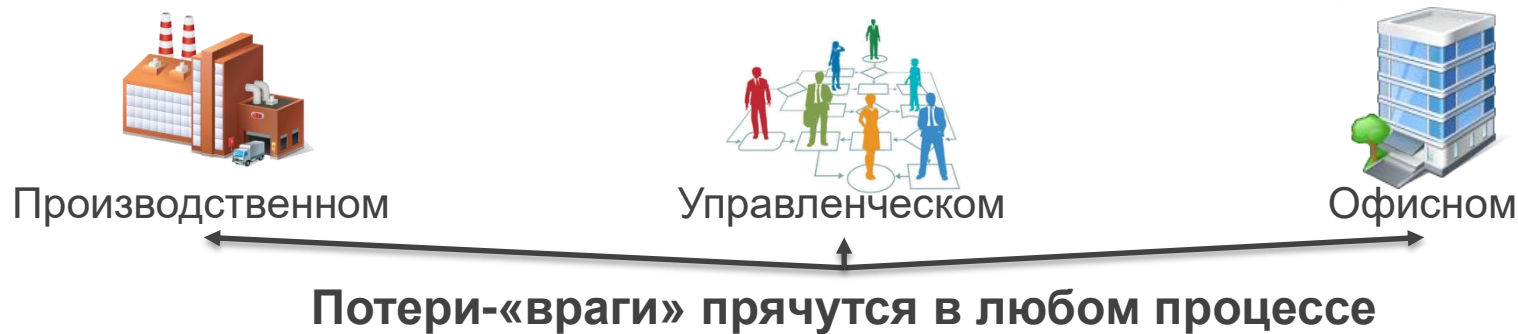 Производственном
Управленческом
Офисном
Потери-«враги» прячутся в любом процессе